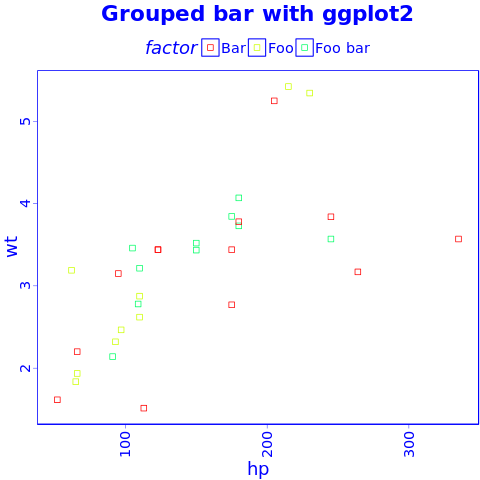 Grouped bar with ggplot2
factor Bar Foo Foo bar
5
4
3
2
wt
100 200 300
hp